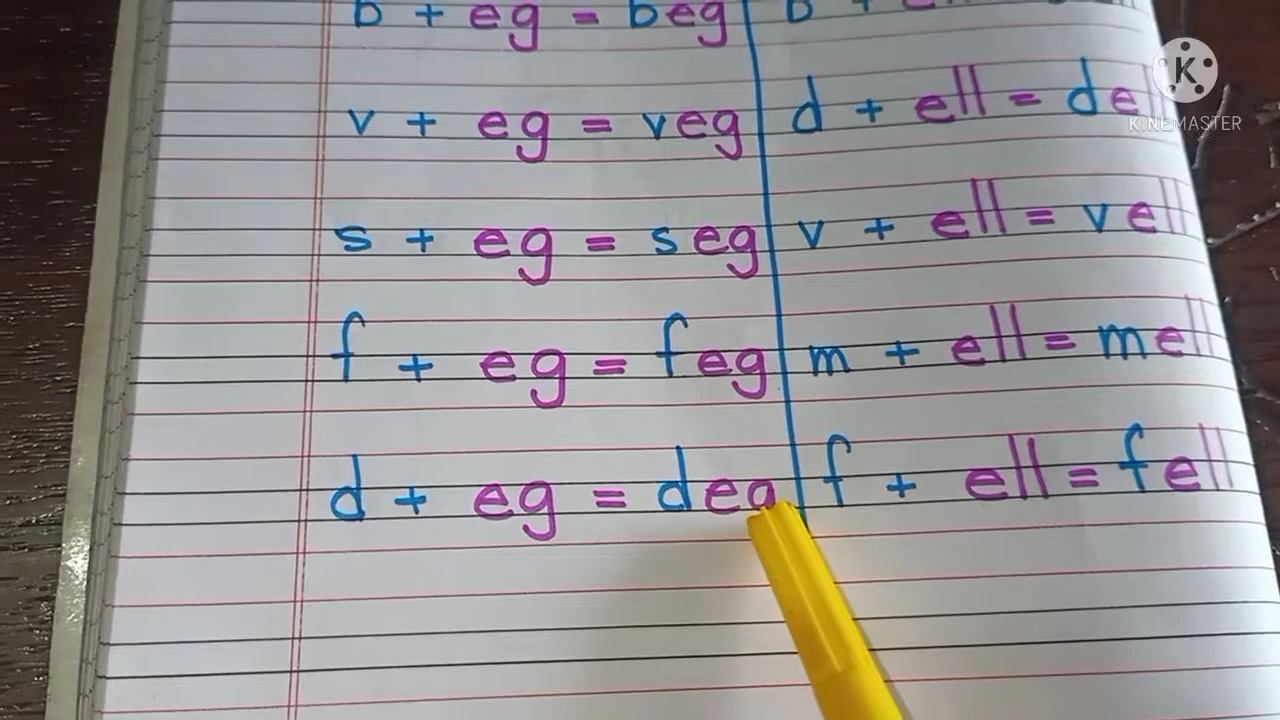 b + eg = beg
v + eg = veg
s + eg = seg
f + eg = feg
d + eg = deg
d + ell = dell
v + ell = vell
m + ell = mell
f + ell = fell
K
KINEMASTER